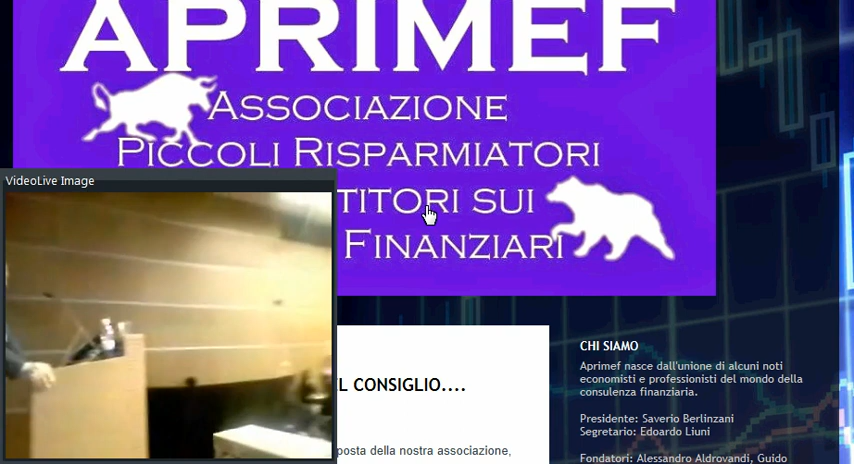 APRIMEF
ASSOCIAZIONE
PICCOLI RISPARMIATORI
TITORI SUI
FINANZIARI
VideoLive Image
L CONSIGLIO....
posta della nostra associazione,
CHI SIAMO
Aprimef nasce dall'unione di alcuni noti
economisti e professionisti del mondo della
consulenza finanziaria.
Presidente: Saverio Berlinzani
Segretario: Edoardo Liuni
Fondatori: Alessandro Aldrovandi, Guido